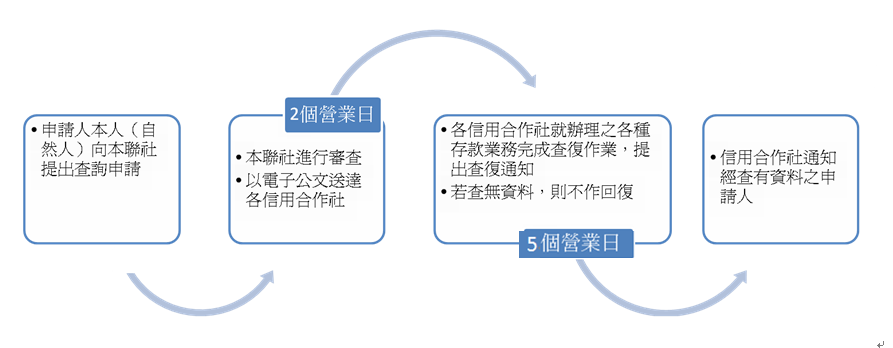 • 申請人本人（自
然人）向本聯社
提出查詢申請
2個營業日
• 本聯社進行審查
• 以電子公文送達
各信用合作社
• 各信用合作社就辦理之各種
存款業務完成查復作業，提
出查復通知
• 若查無資料，則不作回復
5個營業日
• 信用合作社通知
經查有資料之申
請人